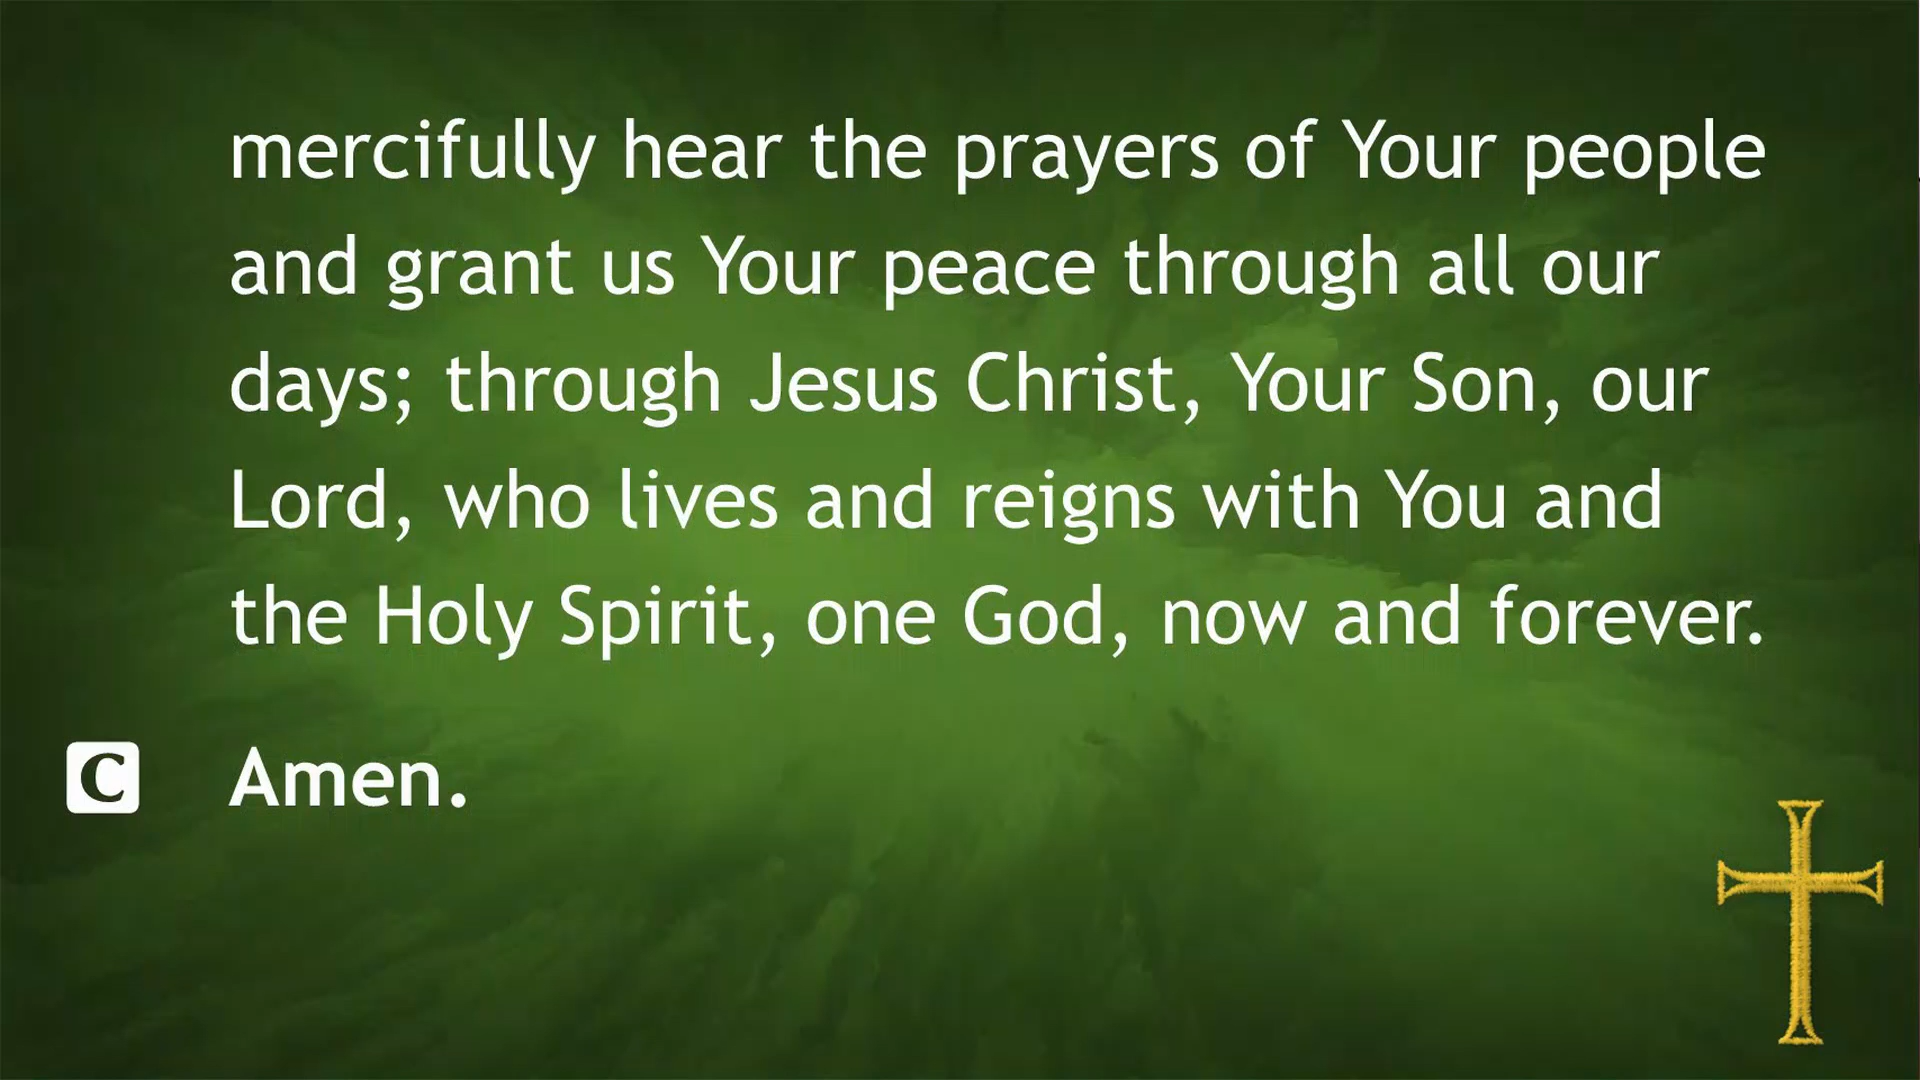 mercifully hear the prayers of Your people
and grant us Your peace through all our
days; through Jesus Christ, Your Son, our
Lord, who lives and reigns with You and
the Holy Spirit, one God, now and forever.
C Amen.